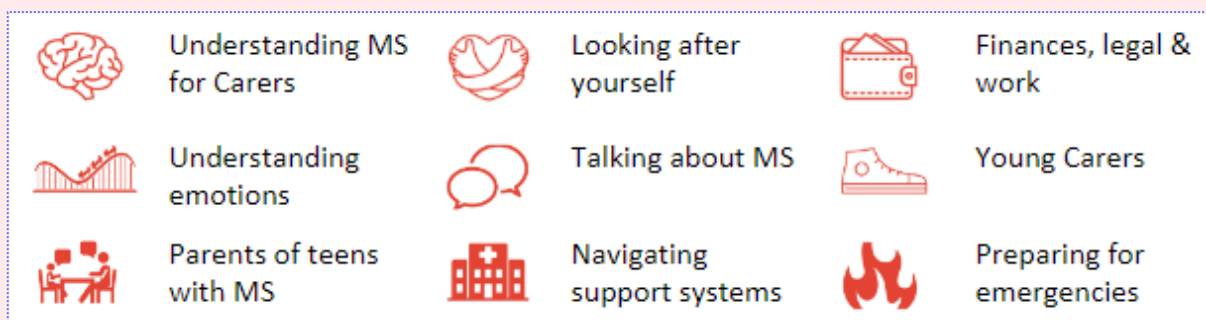 Understanding MS
for Carers
Looking after
yourself
Finances, legal &
work
Understanding
emotions
Talking about MS
Young Carers
Parents of teens
with MS
Navigating
support systems
Preparing for
emergencies